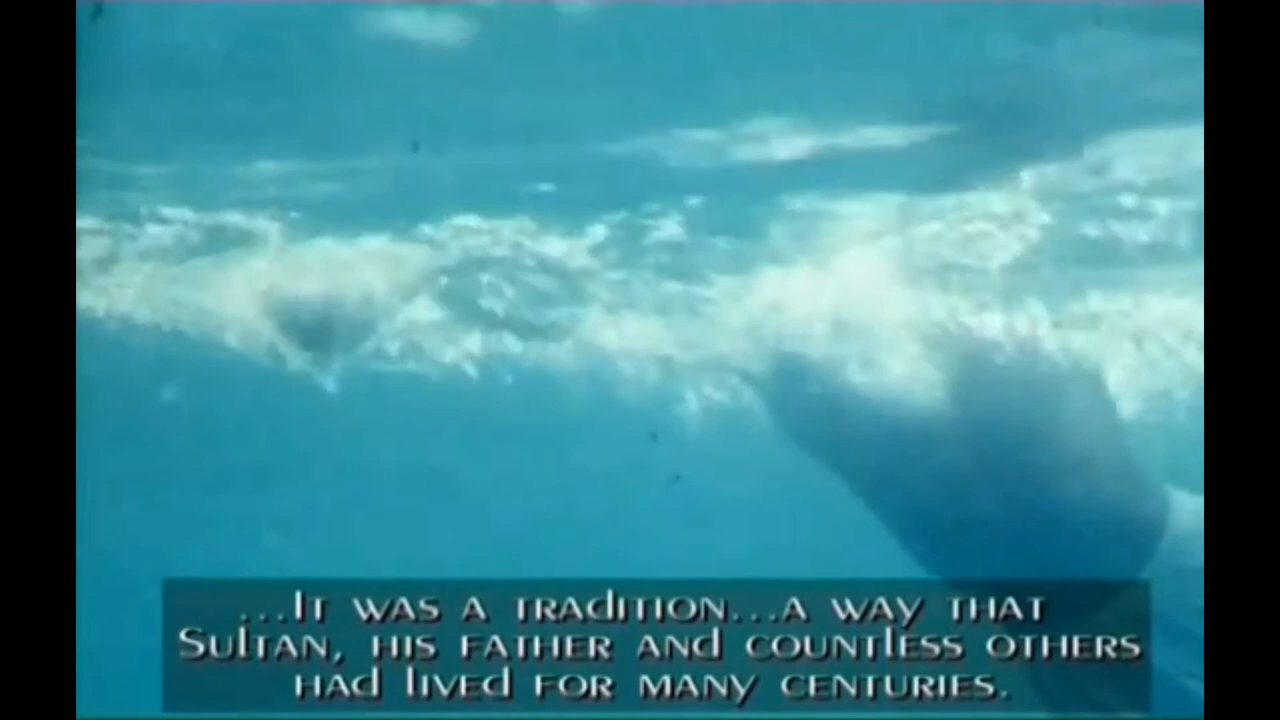 ...It was a tradition...a way that
Sultan, his father and countless others
had lived for many centuries.